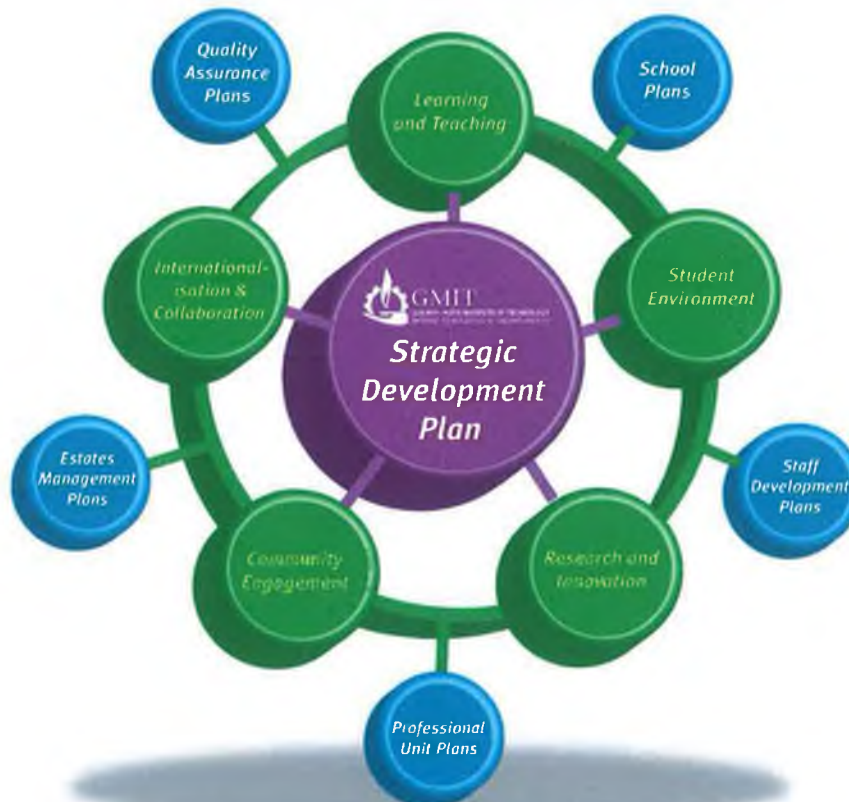 Quality
Assurance
Plans
Learning
and Teaching
School
Plans
International-
isation &
Collaboration
Student
Environment
GMIT
Strategic
Development
Plan
Estates
Management
Plans
Staff
Development
Plans
Community
Engagement
Research and
Innovation
Professional
Unit Plans